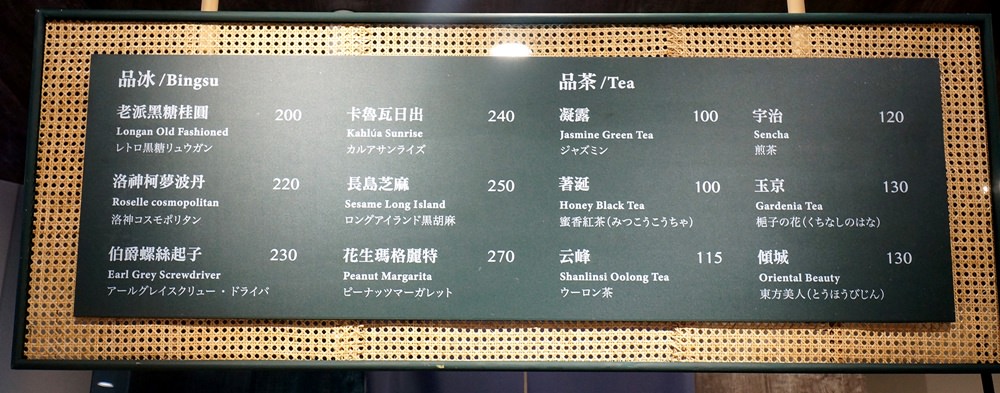 品冰/Bingsu
老派黑糖桂圓 200
Longan Old Fashioned
レトロ黒糖リュウガン
洛神柯夢波丹 220
Roselle cosmopolitan
洛神コスモポリタン
伯爵螺絲起子 230
Earl Grey Screwdriver
アールグレイスクリュー・ドライバ
卡魯瓦日出 240
Kahlúa Sunrise
カルアサンライズ
長島芝麻 250
Sesame Long Island
ロングアイランド黒胡麻
花生瑪格麗特 270
Peanut Margarita
ピーナッツマーガレット
品茶/Tea
凝露 100
Jasmine Green Tea
ジャズミン
著涎 100
Honey Black Tea
蜜香紅茶(みつこうこうちゃ)
云峰 115
Shanlinsi Oolong Tea
ウーロン茶
宇治 120
Sencha
煎茶
玉京 130
Gardenia Tea
梔子の花(くちなしのはな)
傾城 130
Oriental Beauty
東方美人(とうほうびじん)